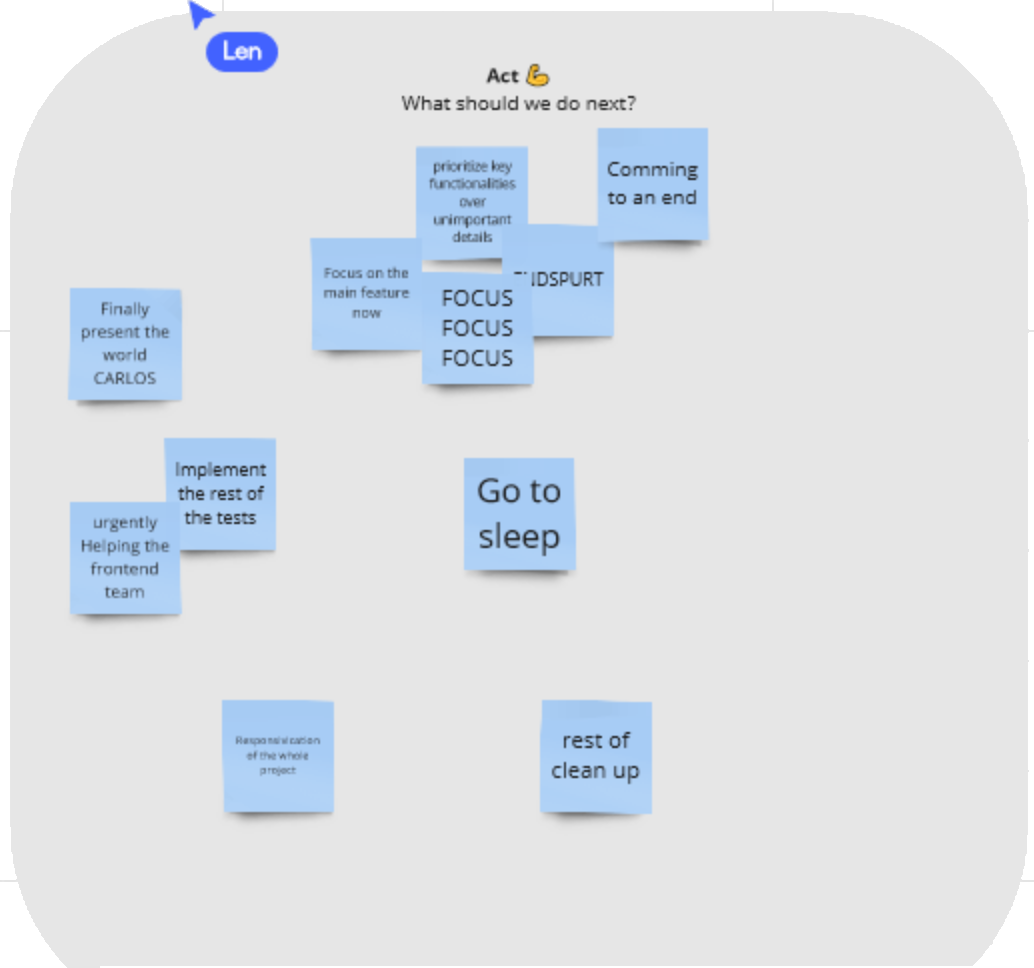 Len
Act 💪
What should we do next?
prioritize key
functionalities
over
unimportant
details
Comming
to an end
Focus on the
main feature
now
FOCUS
FOCUS
FOCUS
NDSPURT
Finally
present the
world
CARLOS
Implement
the rest of
the tests
urgently
Helping the
frontend
team
Go to
sleep
of the whole
project
rest of
clean up